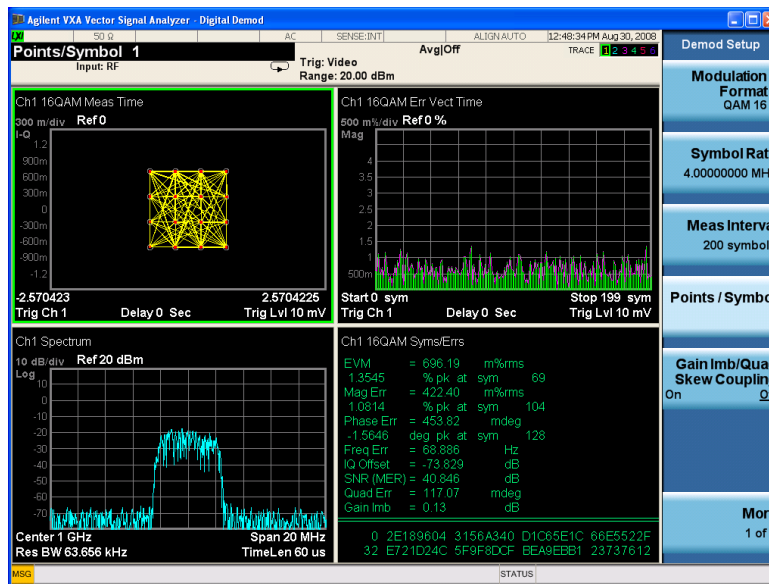 Agilent VXA Vector Signal Analyzer - Digital Demod
LXI 50 Ω AC SENSE:INT ALIGN AUTO 12:48:34 PM Aug 30, 2008
Points/Symbol 1
Avg|Off
TRACE 1 2 3 4 5 6
Input: RF
Trig: Video
Range: 20.00 dBm
Demod Setup
Modulation
Format
QAM 16
Symbol Rat
4.00000000 MH
Meas Interva
200 symbol
Points / Symbo
Gain Imb/Qua
Skew Couplin
On O
Mor
1 of
Ch1 16QAM Meas Time
300 m/div Ref 0
I-Q
1.2
900m
600m
300m
0
-300m
-600m
-900m
-1.2
-2.570423 2.5704225
Trig Ch 1 Delay 0 Sec Trig Lvl 10 mV
Ch1 16QAM Err Vect Time
500 m%/div Ref 0 %
Mag
4
3.5
3
2.5
2
1.5
1
500m
Start 0 sym Stop 199 sym
Trig Ch 1 Delay 0 Sec Trig Lvl 10 mV
Ch1 Spectrum
10 dB/div Ref 20 dBm
Log
10
0
-10
-20
-30
-40
-50
-60
-70
Center 1 GHz Span 20 MHz
Res BW 63.656 kHz TimeLen 60 us
Ch1 16QAM Syms/Errs
EVM = 696.19 m%rms
1.3545 % pk at sym 69
Mag Err = 422.40 m%rms
1.0814 % pk at sym 104
Phase Err = 453.82 mdeg
-1.5646 deg pk at sym 128
Freq Err = 68.886 Hz
IQ Offset = -73.829 dB
SNR (MER) = 40.846 dB
Quad Err = 117.07 mdeg
Gain Imb = 0.13 dB
0 2E189604 3156A340 D1C65E1C 66E5522F
32 E721D24C 5F9F8DCF BEA9EBB1 23737612
MSG STATUS